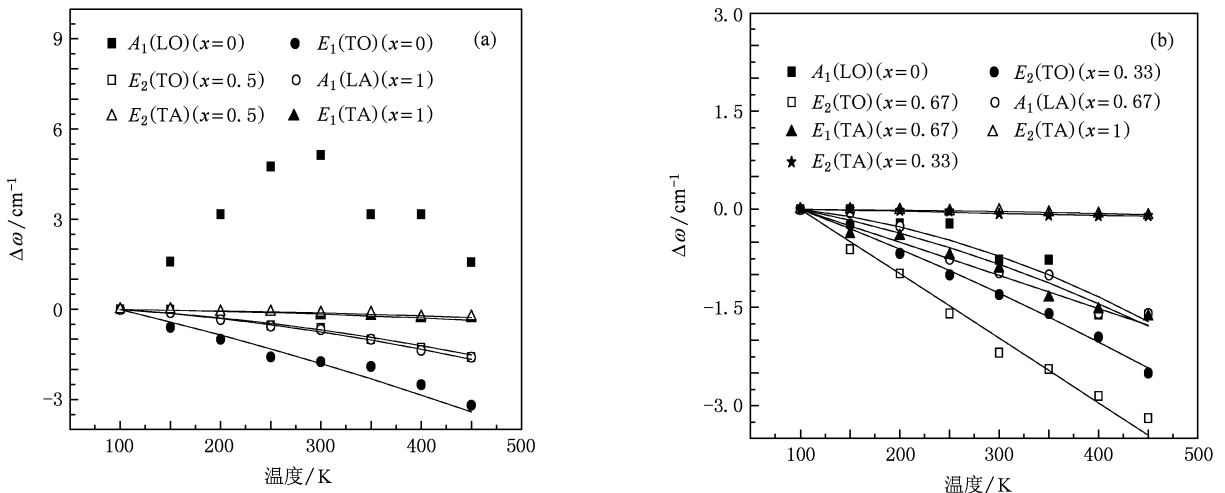 (a)
A₁(LO)(x=0) E₁(TO)(x=0)
E₂(TO)(x=0.5) A₁(LA)(x=1)
E₂(TA)(x=0.5) E₁(TA)(x=1)
9
6
3
0
−3
Δω/cm⁻¹
100 200 300 400 500
温度/K
(b)
A₁(LO)(x=0) E₂(TO)(x=0.33)
E₂(TO)(x=0.67) A₁(LA)(x=0.67)
E₁(TA)(x=0.67) E₂(TA)(x=1)
E₂(TA)(x=0.33)
3.0
1.5
0.0
−1.5
−3.0
Δω/cm⁻¹
100 200 300 400 500
温度/K